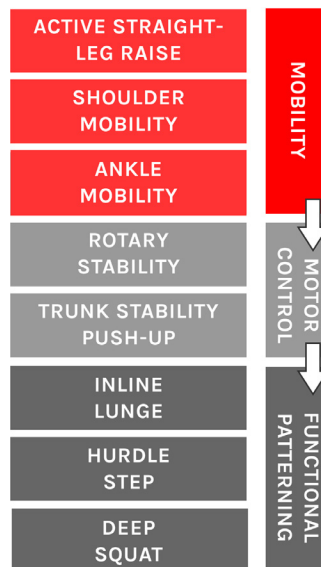 ACTIVE STRAIGHT-
LEG RAISE
SHOULDER
MOBILITY
ANKLE
MOBILITY
ROTARY
STABILITY
TRUNK STABILITY
PUSH-UP
INLINE
LUNGE
HURDLE
STEP
DEEP
SQUAT
MOBILITY
MOTOR
CONTROL
FUNCTIONAL
PATTERNING